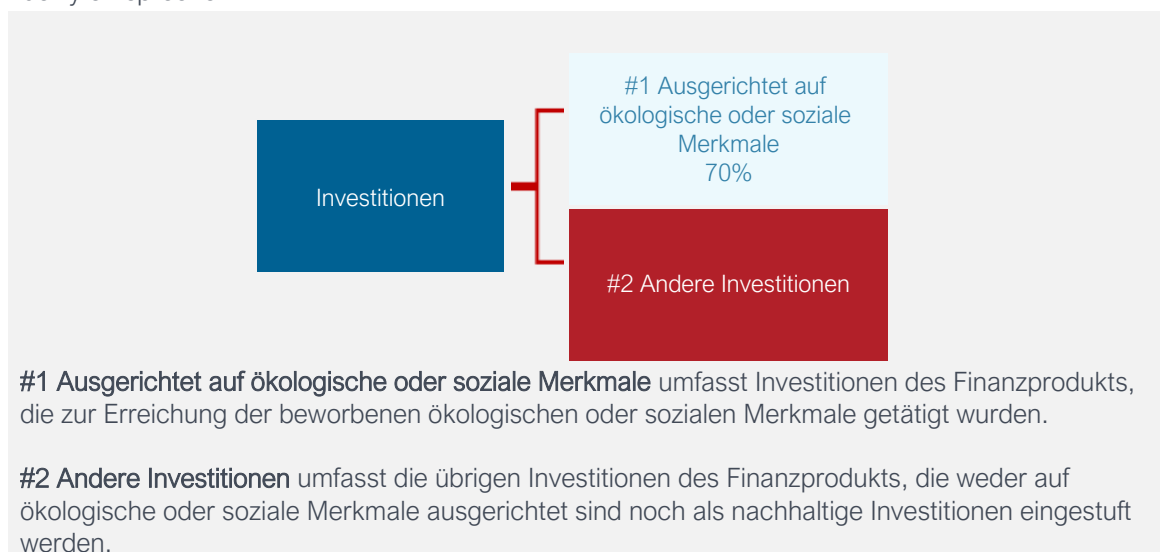 #1 Ausgerichtet auf
ökologische oder soziale
Merkmale
70%
Investitionen
#2 Andere Investitionen
#1 Ausgerichtet auf ökologische oder soziale Merkmale umfasst Investitionen des Finanzprodukts,
die zur Erreichung der beworbenen ökologischen oder sozialen Merkmale getätigt wurden.
#2 Andere Investitionen umfasst die übrigen Investitionen des Finanzprodukts, die weder auf
ökologische oder soziale Merkmale ausgerichtet sind noch als nachhaltige Investitionen eingestuft
werden.